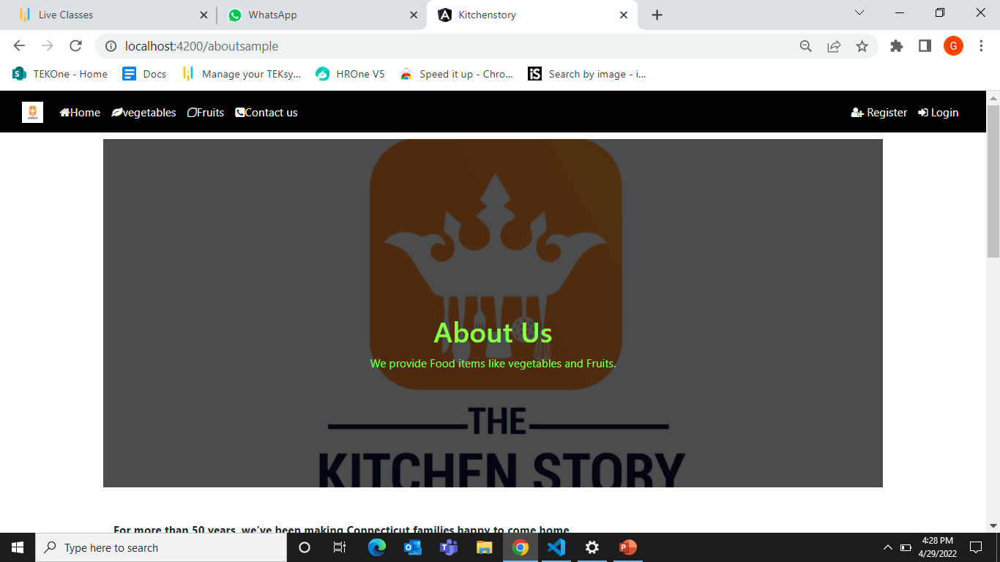 Live Classes
WhatsApp
Kitchenstory
localhost:4200/aboutsample
G
TEKOne - Home
Docs
Manage your TEKsy...
HROne V5
Speed it up - Chro...
iS
Search by image - i...
Home
vegetables
Fruits
Contact us
Register
Login
About Us
We provide Food items like vegetables and Fruits.
THE
KITCHEN STORY
For more than 50 years, we've been making Connecticut families happy to come home
Type here to search
4:28 PM
4/29/2022